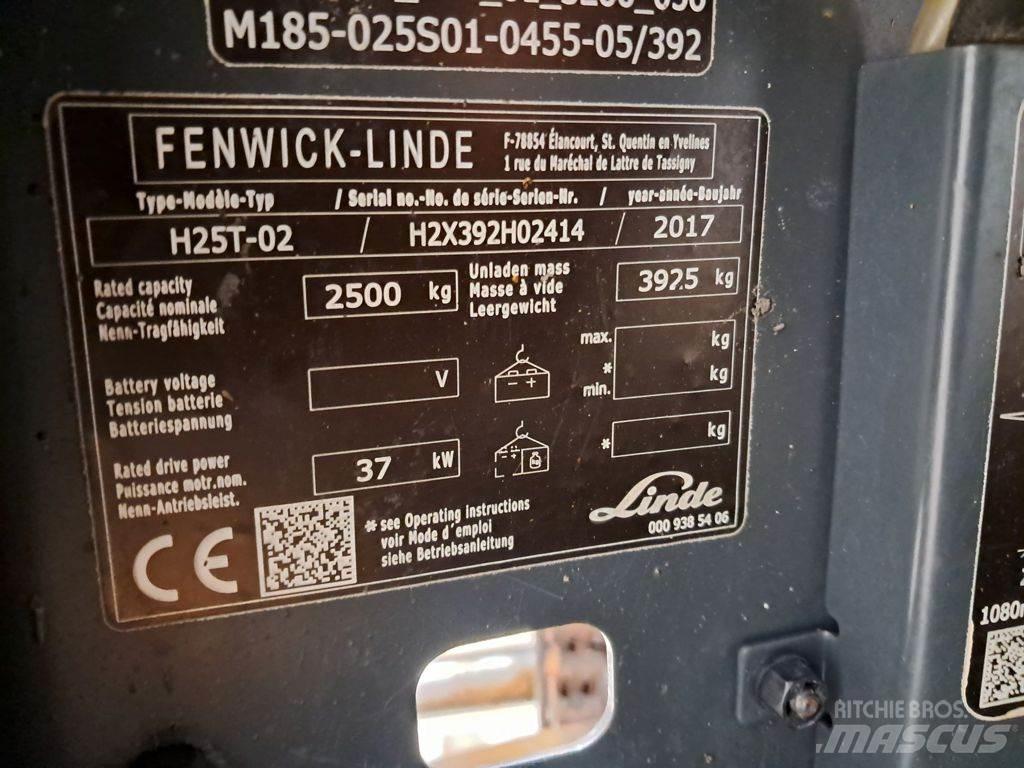 M185-025S01-0455-05/392
FENWICK-LINDE
F-78854 Élancourt, St. Quentin en Yvelines
1 rue du Maréchal de Lattre de Tassigny
Type-Modèle-Typ / Serial no.-No. de série-Serien-Nr. / year-année-Baujahr
H25T-02 / H2X392H02414 / 2017
Rated capacity
Capacité nominale
Nenn-Tragfähigkeit
2500 kg
Unladen mass
Masse à vide
Leergewicht
3925 kg
Battery voltage
Tension batterie
Batteriespannung
V
max. kg
*
min. kg
Rated drive power
Puissance motr.nom.
Nenn-Antriebsleist.
37 kW
* kg
CE
* see Operating instructions
voir Mode d'emploi
siehe Betriebsanleitung
Linde
000 938 54 06
RITCHIE BROS.
MASCUS